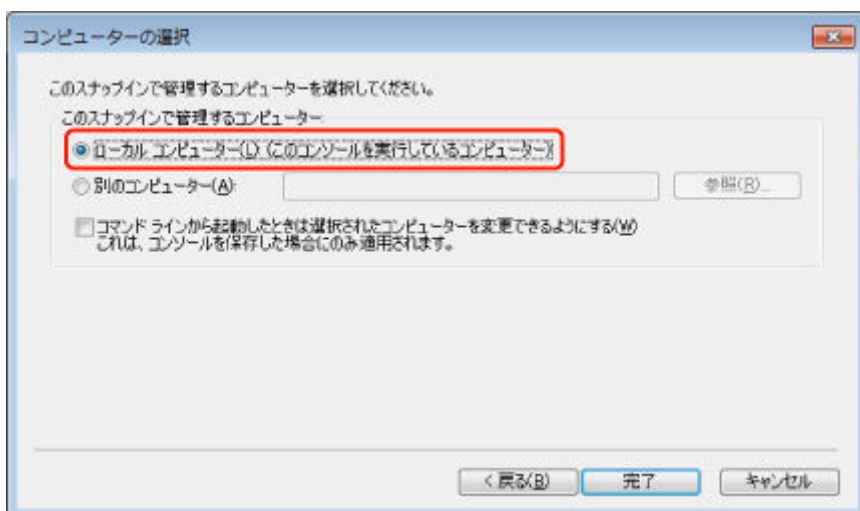 コンピューターの選択
このスナップインで管理するコンピューターを選択してください。
このスナップインで管理するコンピューター:
ローカル コンピューター(L): (このコンソールを実行しているコンピューター)
別のコンピューター(A):
参照(R)...
コマンド ラインから起動したときは選択されたコンピューターを変更できるようにする(W)
これは、コンソールを保存した場合にのみ適用されます。
< 戻る(B)
完了
キャンセル